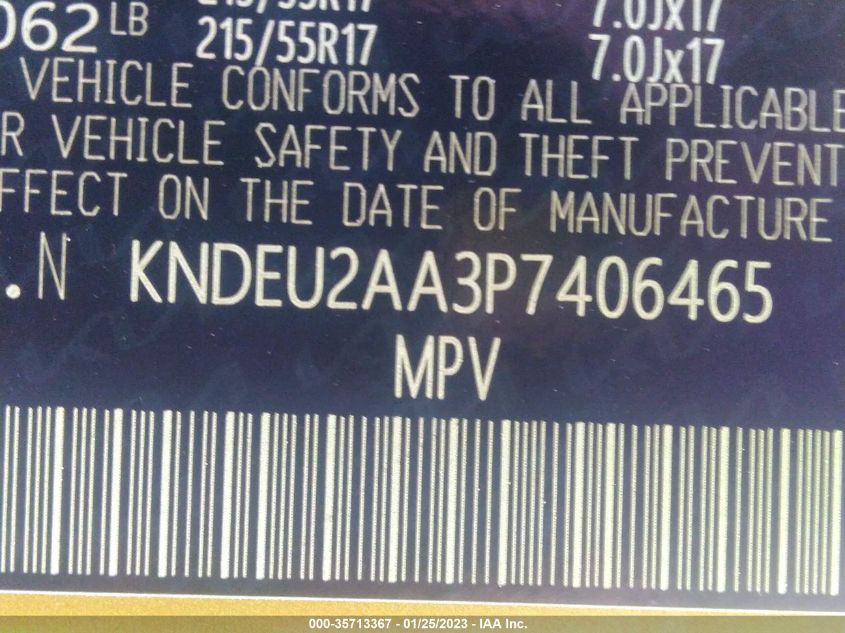 062 LB 215/55R17 7.0Jx17
215/55R17 7.0Jx17
VEHICLE CONFORMS TO ALL APPLICABLE
R VEHICLE SAFETY AND THEFT PREVENT
FFECT ON THE DATE OF MANUFACTURE
.N KNDEU2AA3P7406465
MPV
000-35713367 - 01/25/2023 - IAA Inc.